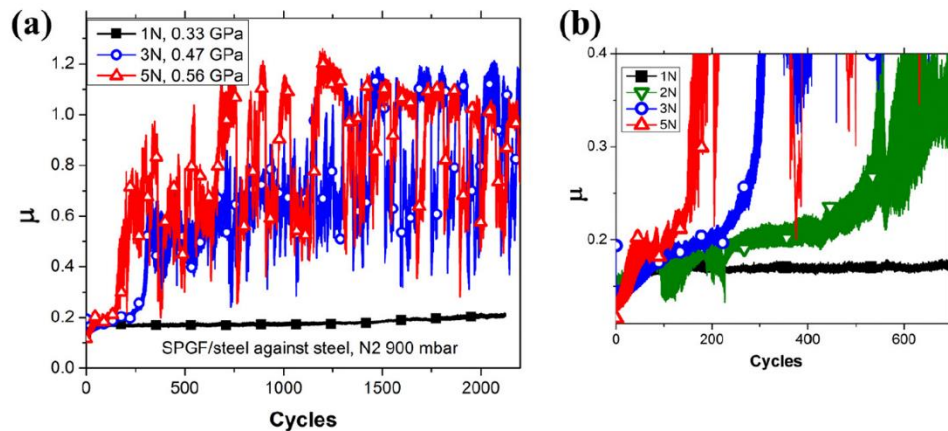 (a)
1N, 0.33 GPa
3N, 0.47 GPa
5N, 0.56 GPa
1.2
1.0
0.8
0.6
0.4
0.2
0.0
μ
SPGF/steel against steel, N2 900 mbar
0
500
1000
1500
2000
Cycles
(b)
0.4
0.3
0.2
μ
1N
2N
3N
5N
0
200
400
600
Cycles